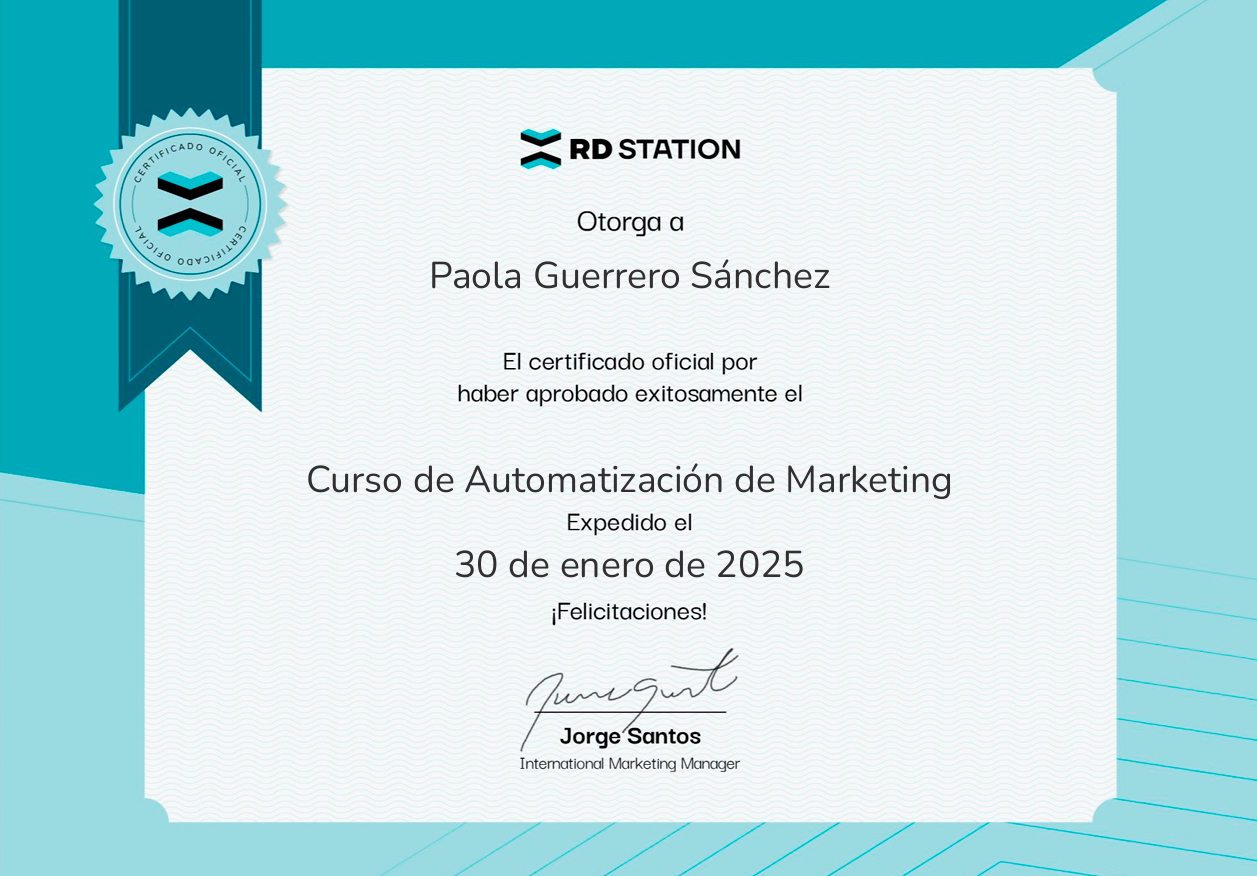 CERTIFICADO OFICIAL
CERTIFICADO OFICIAL
RD STATION
Otorga a
Paola Guerrero Sánchez
El certificado oficial por
haber aprobado exitosamente el
Curso de Automatización de Marketing
Expedido el
30 de enero de 2025
¡Felicitaciones!
Jorge Santos
International Marketing Manager